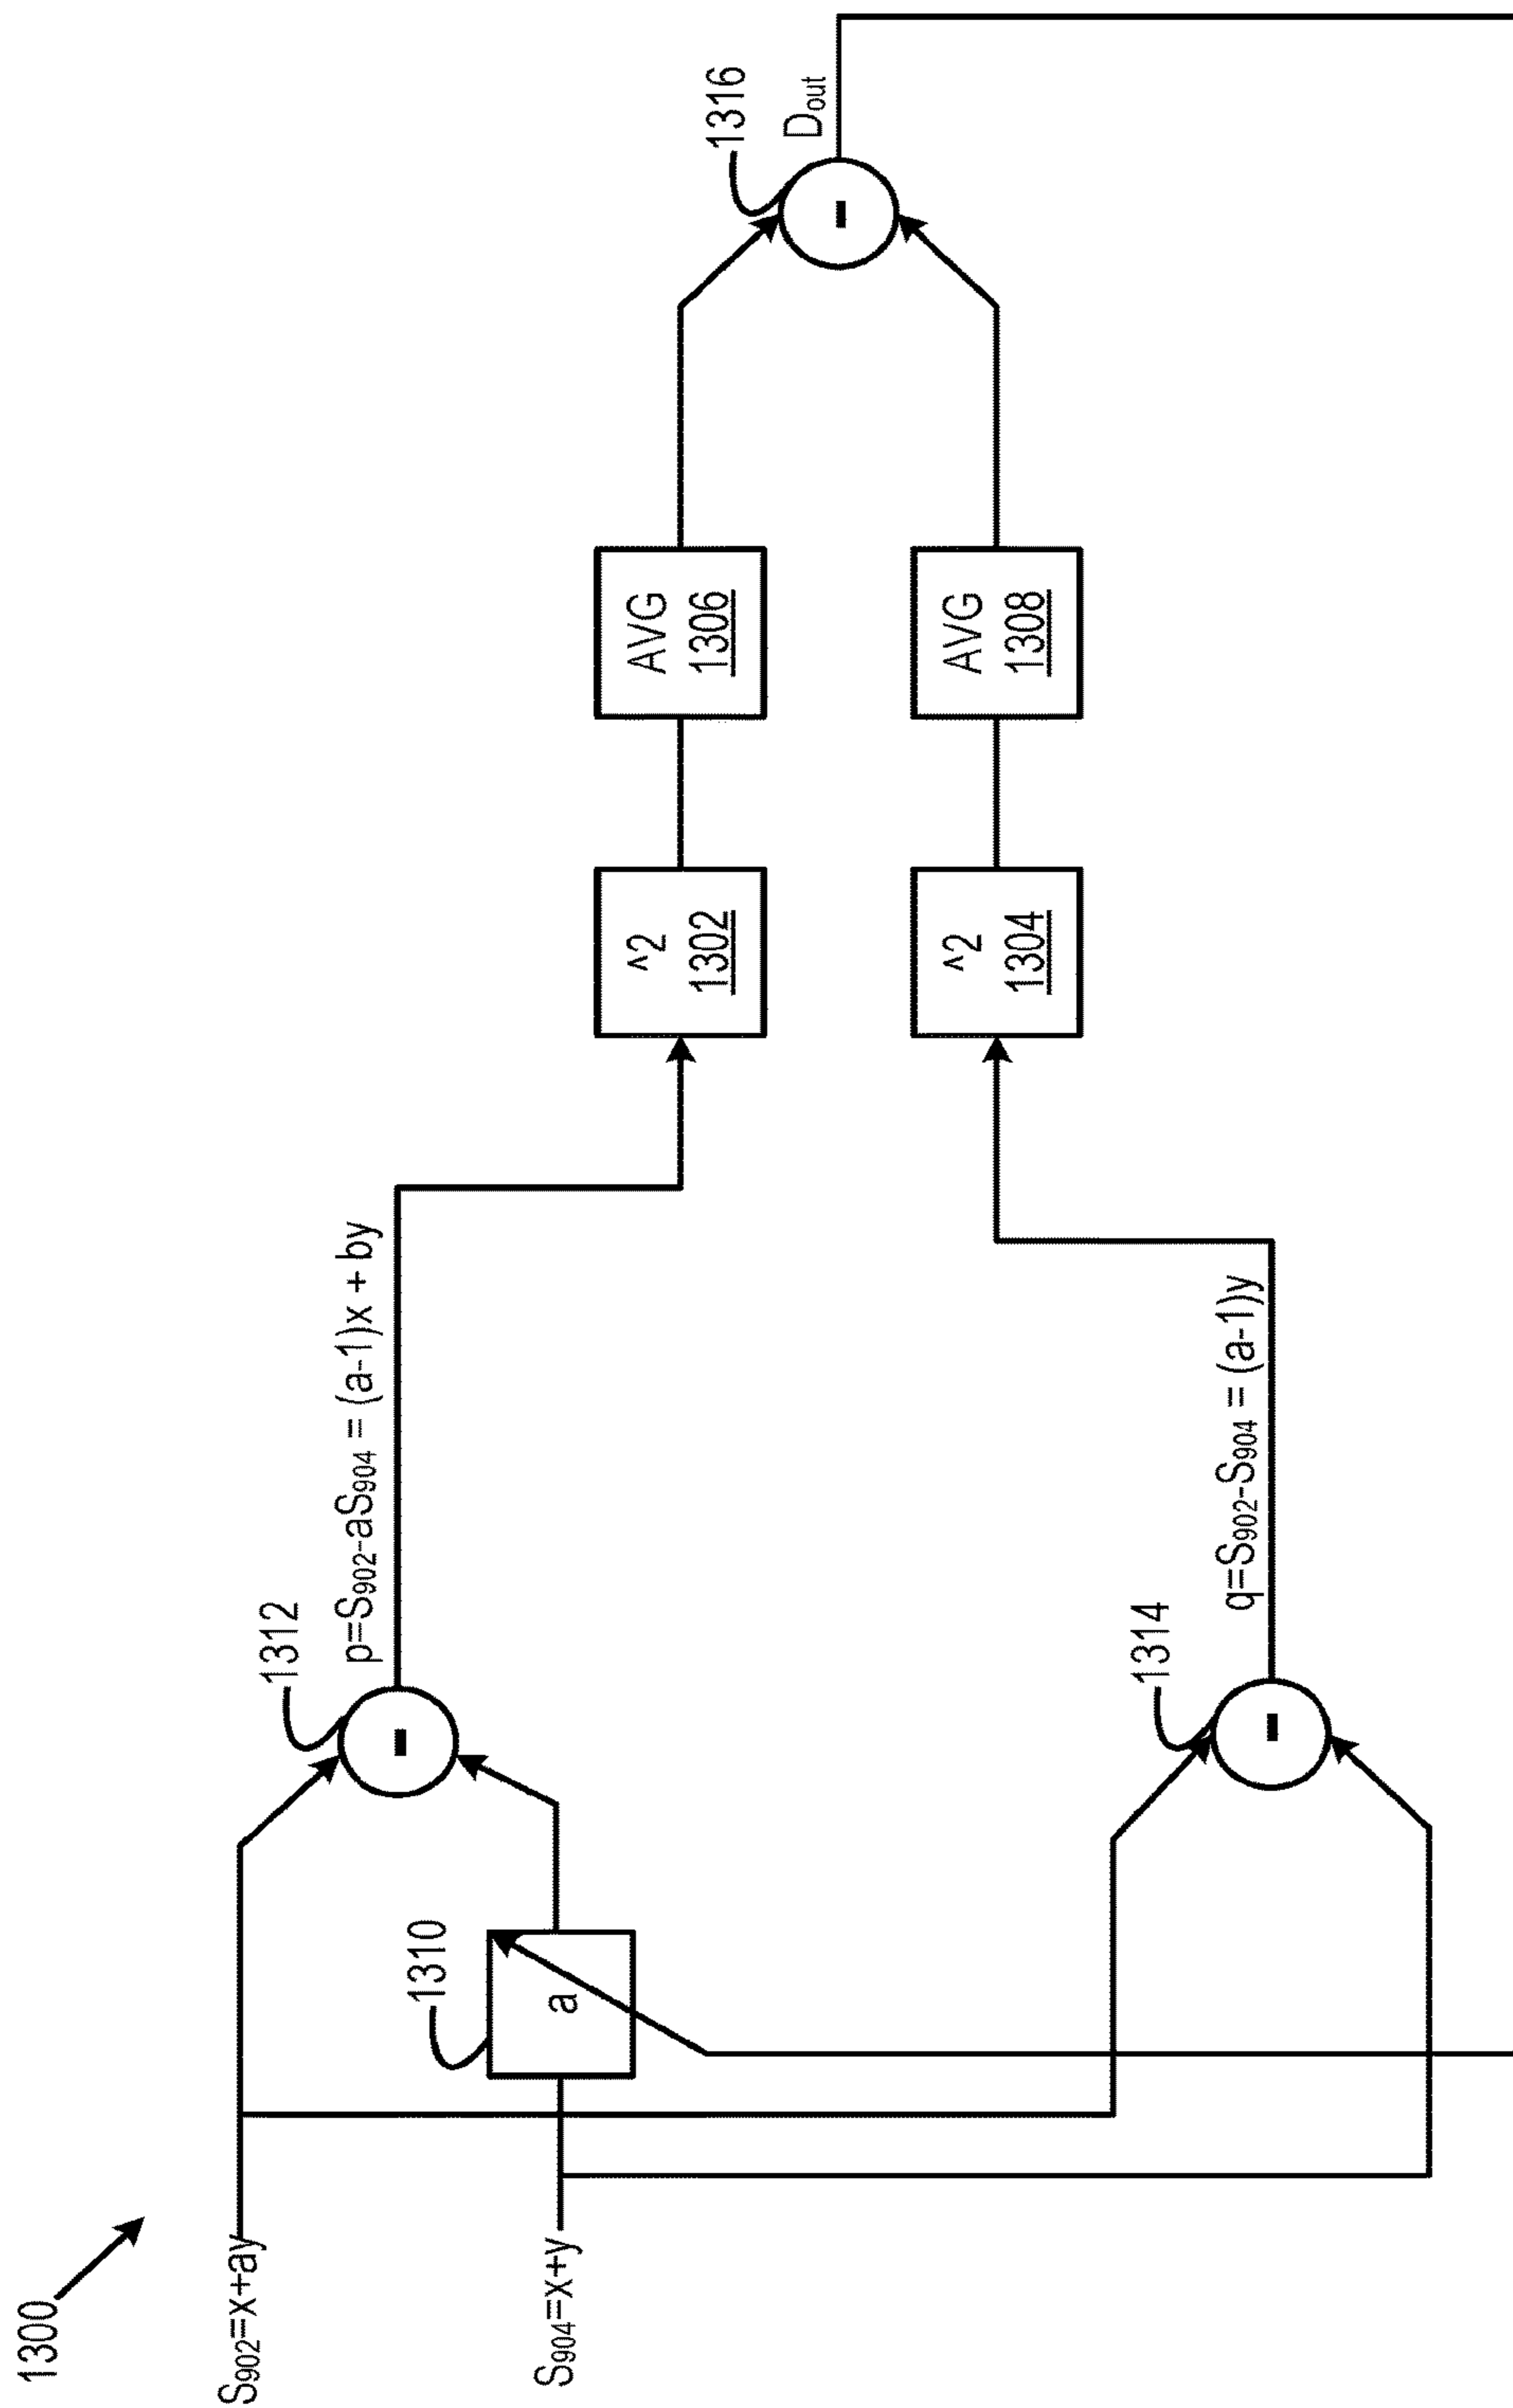 1300
S902=x+ay
S904=x+y
1310
a
1312
p=S902-aS904 = (a-1)x + by
-
1314
q=S902-S904 = (a-1)y
-
^2
1302
^2
1304
AVG
1306
AVG
1308
1316
-
Dout